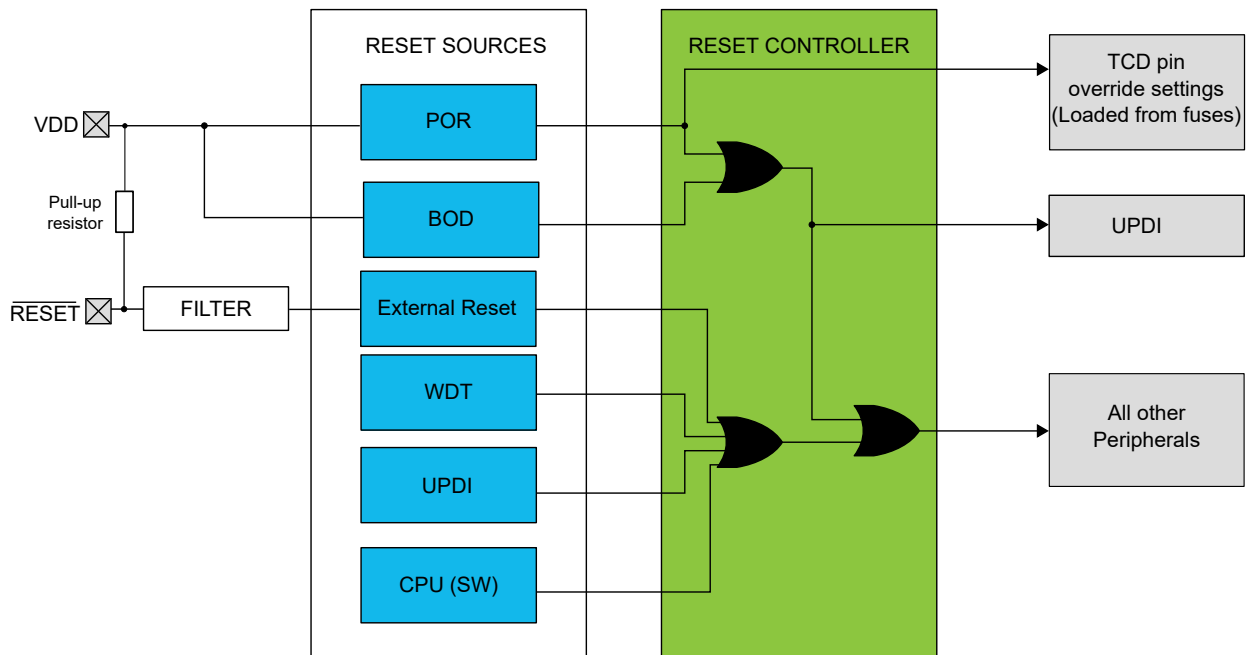 RESET SOURCES
RESET CONTROLLER
TCD pin
override settings
(Loaded from fuses)
VDD
POR
Pull-up
resistor
BOD
UPDI
RESET
FILTER
External Reset
WDT
All other
Peripherals
UPDI
CPU (SW)